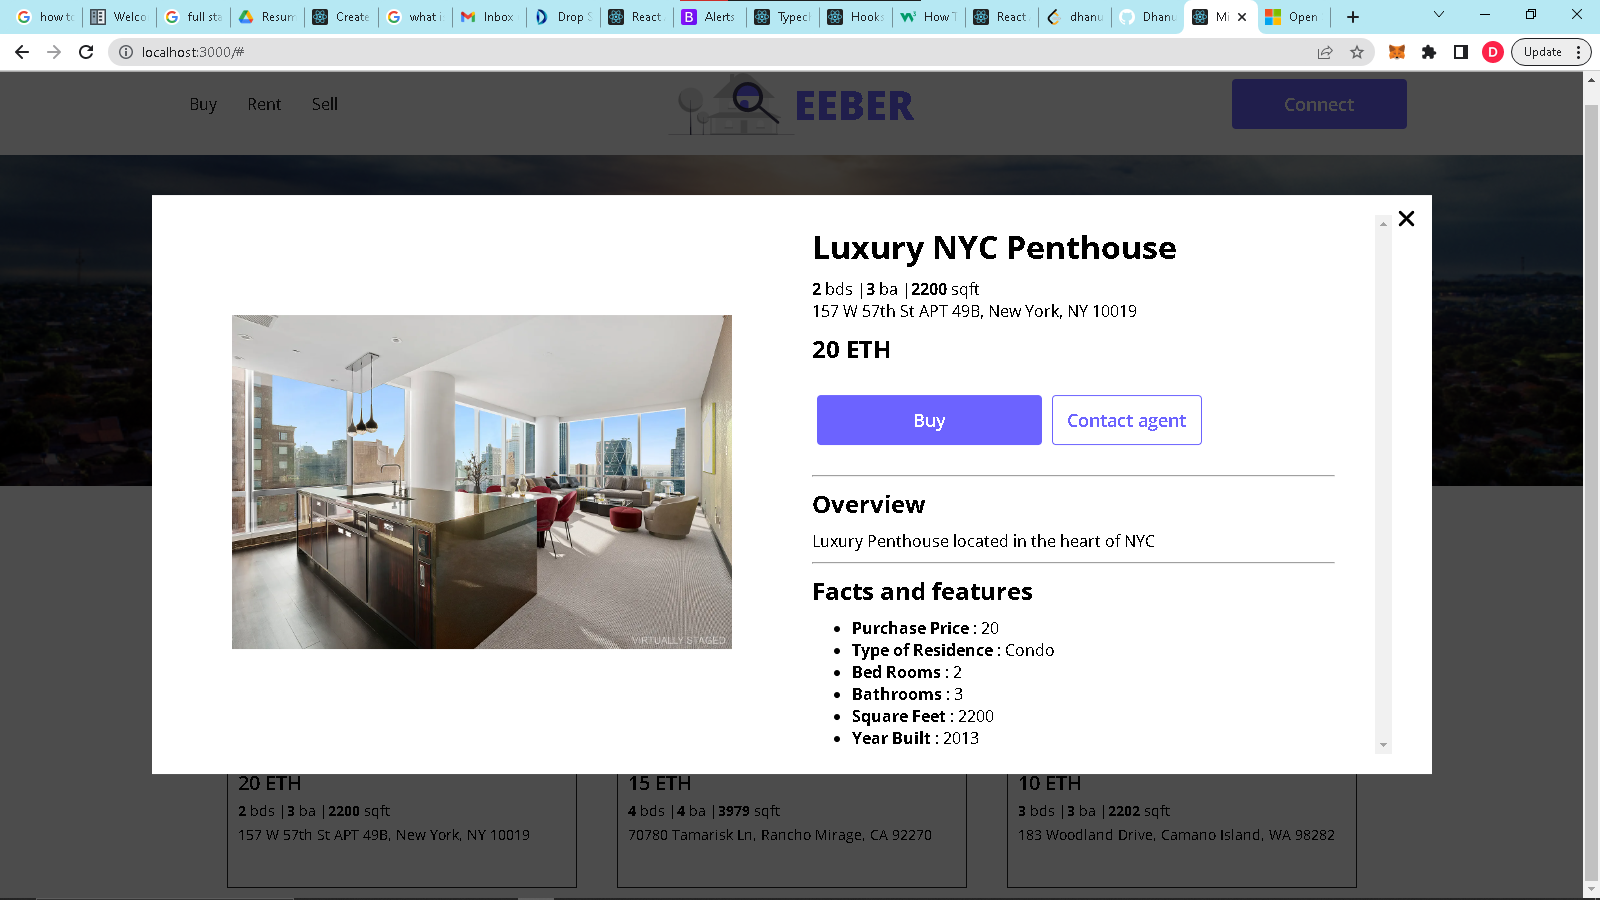 how to
Welco
full sta
Resum
Create
what i
Inbox
Drop S
React
Alerts
Typech
Hooks
How T
React
dhanu
Dhanu
Mi
Open
localhost:3000/#
D
Update
Buy Rent Sell
EEBER
Connect
Luxury NYC Penthouse
2 bds |3 ba |2200 sqft
157 W 57th St APT 49B, New York, NY 10019
20 ETH
Buy
Contact agent
Overview
Luxury Penthouse located in the heart of NYC
Facts and features
Purchase Price : 20
Type of Residence : Condo
Bed Rooms : 2
Bathrooms : 3
Square Feet : 2200
Year Built : 2013
VIRTUALLY STAGED
20 ETH
2 bds |3 ba |2200 sqft
157 W 57th St APT 49B, New York, NY 10019
15 ETH
4 bds |4 ba |3979 sqft
70780 Tamarisk Ln, Rancho Mirage, CA 92270
10 ETH
3 bds |3 ba |2202 sqft
183 Woodland Drive, Camano Island, WA 98282